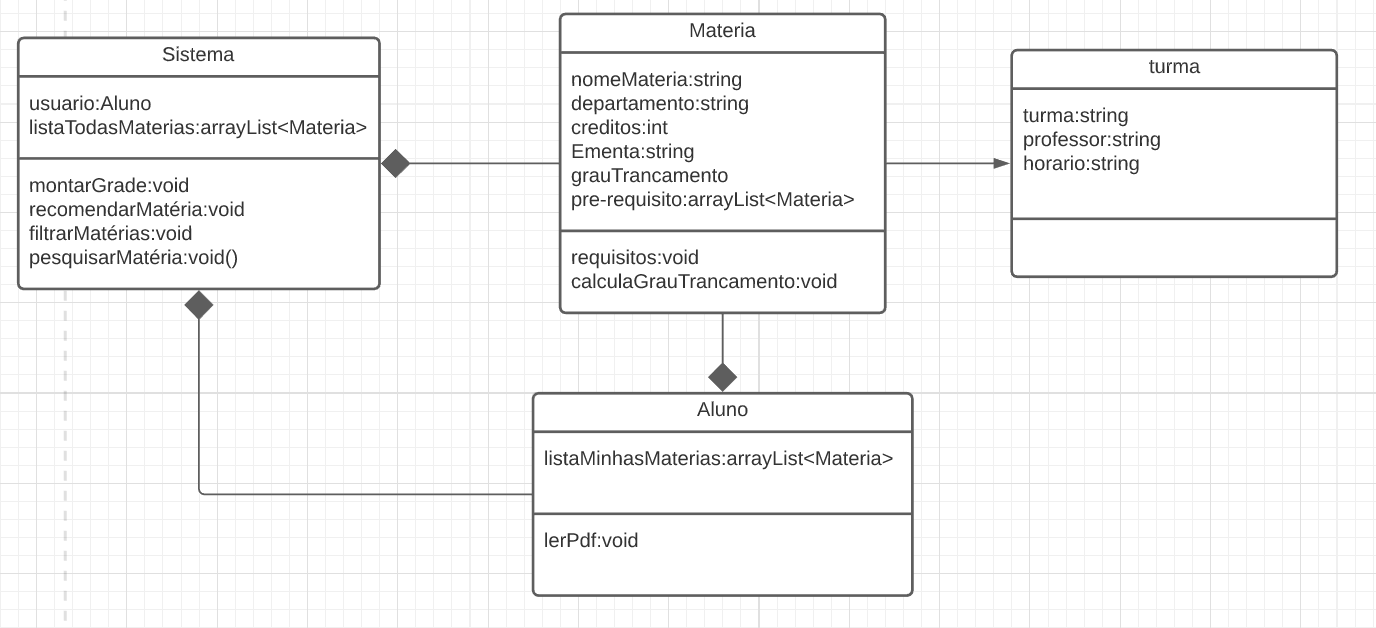 Sistema
usuario:Aluno
listaTodasMaterias:arrayList<Materia>
montarGrade:void
recomendarMatéria:void
filtrarMatérias:void
pesquisarMatéria:void()
Materia
nomeMateria:string
departamento:string
creditos:int
Ementa:string
grauTrancamento
pre-requisito:arrayList<Materia>
requisitos:void
calculaGrauTrancamento:void
turma
turma:string
professor:string
horario:string
Aluno
listaMinhasMaterias:arrayList<Materia>
lerPdf:void